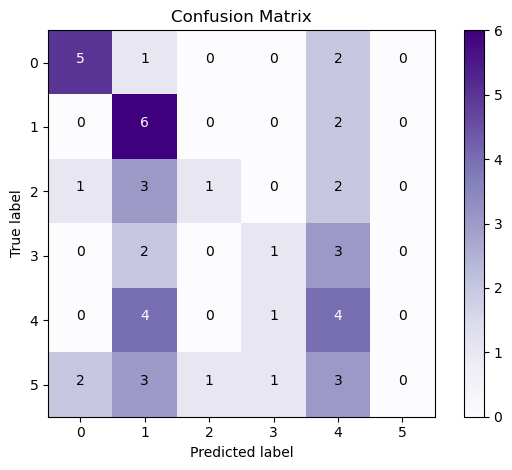 Confusion Matrix
6
0 5 1 0 0 2 0
5
1 0 6 0 0 2 0
4
2 1 3 1 0 2 0
3
3 0 2 0 1 3 0
2
4 0 4 0 1 4 0
1
5 2 3 1 1 3 0
0
0 1 2 3 4 5
True label
Predicted label